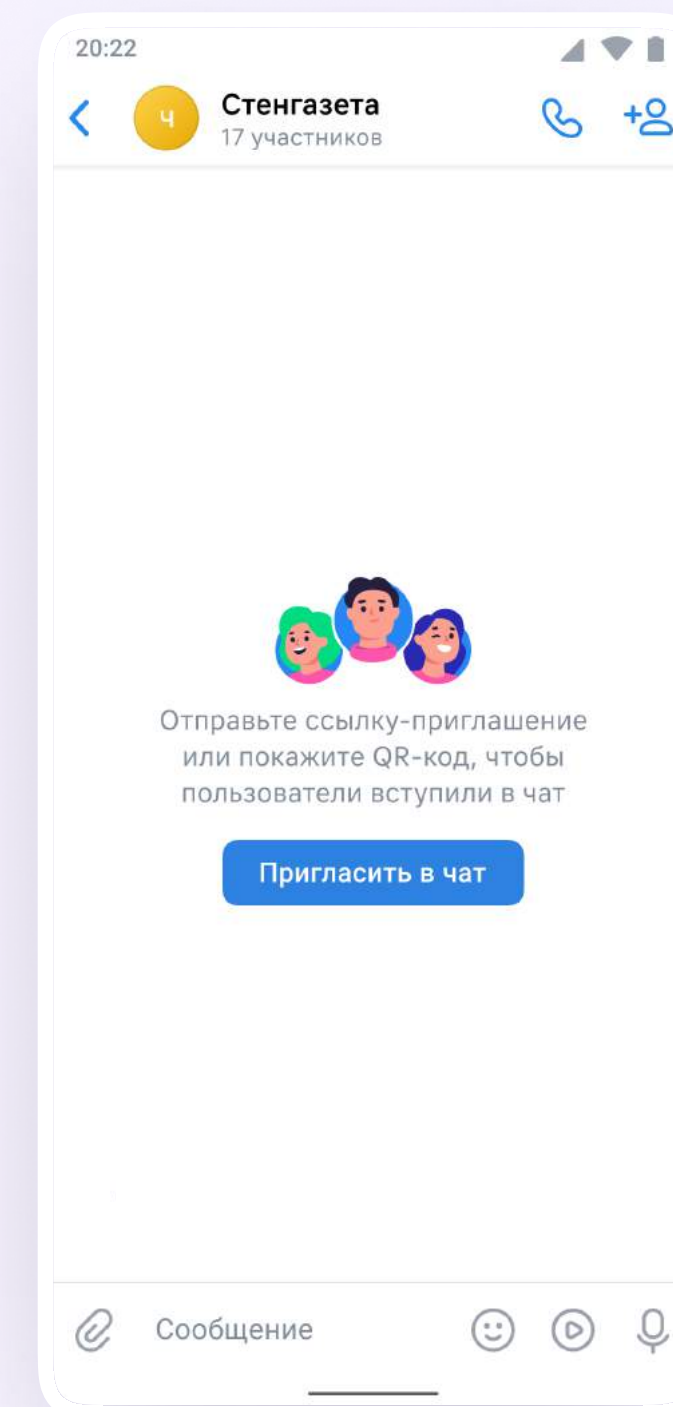 20:22
Ч
Стенгазета
17 участников
Отправьте ссылку-приглашение
или покажите QR-код, чтобы
пользователи вступили в чат
Пригласить в чат
Сообщение